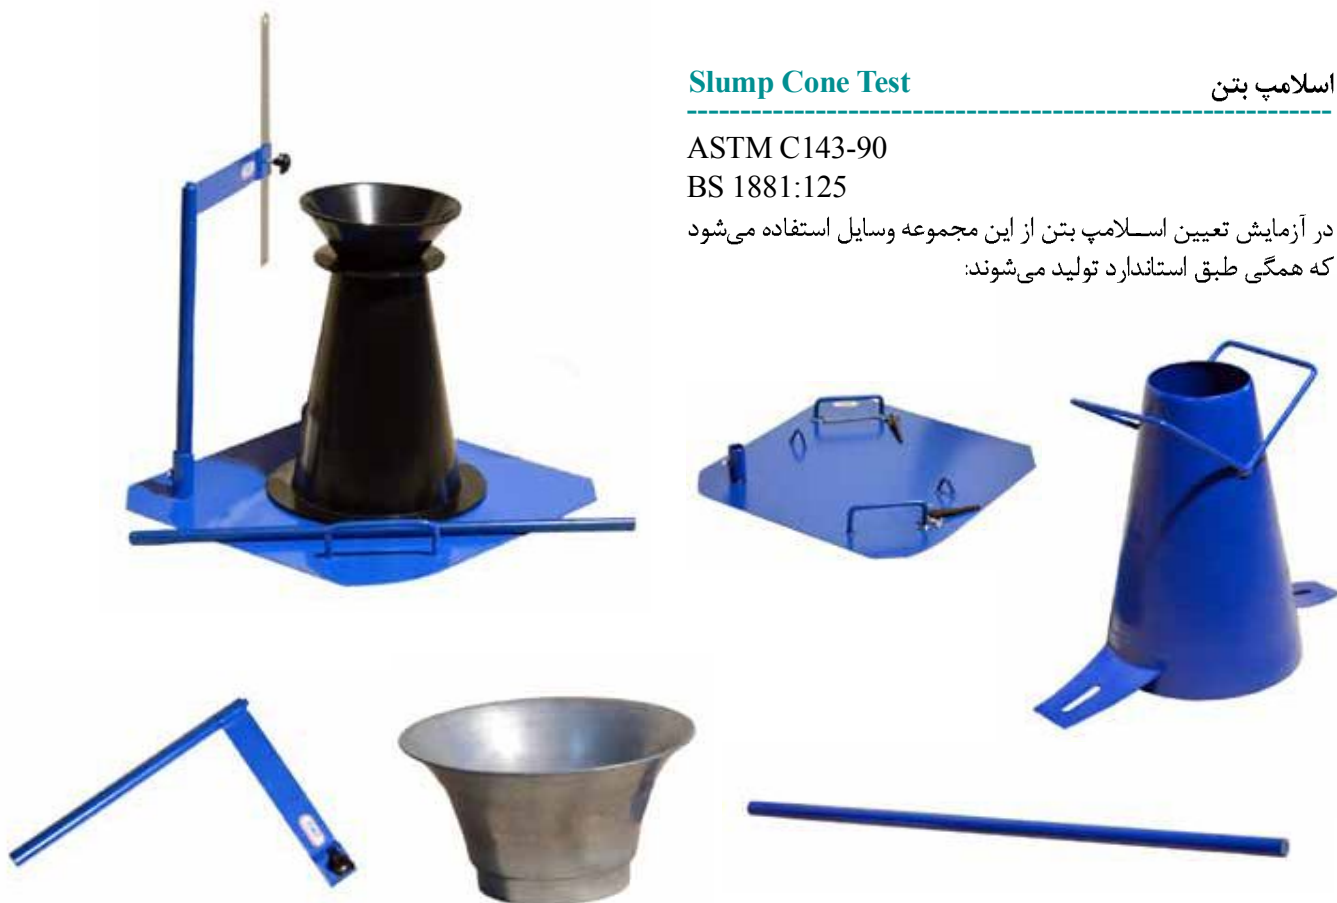 Slump Cone Test اسلامپ بتن
ASTM C143-90
BS 1881:125
در آزمایش تعیین اسلامپ بتن از این مجموعه وسایل استفاده می‌شود
که همگی طبق استاندارد تولید می‌شوند: